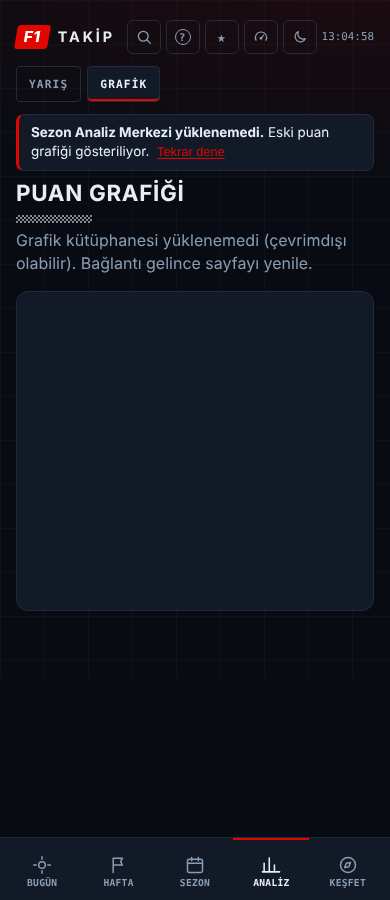 F1 TAKİP ? ★ 13:04:58
YARIŞ GRAFİK
Sezon Analiz Merkezi yüklenemedi. Eski puan
grafiği gösteriliyor. Tekrar dene
PUAN GRAFİĞİ
Grafik kütüphanesi yüklenemedi (çevrimdışı
olabilir). Bağlantı gelince sayfayı yenile.
BUGÜN HAFTA SEZON ANALİZ KEŞFET